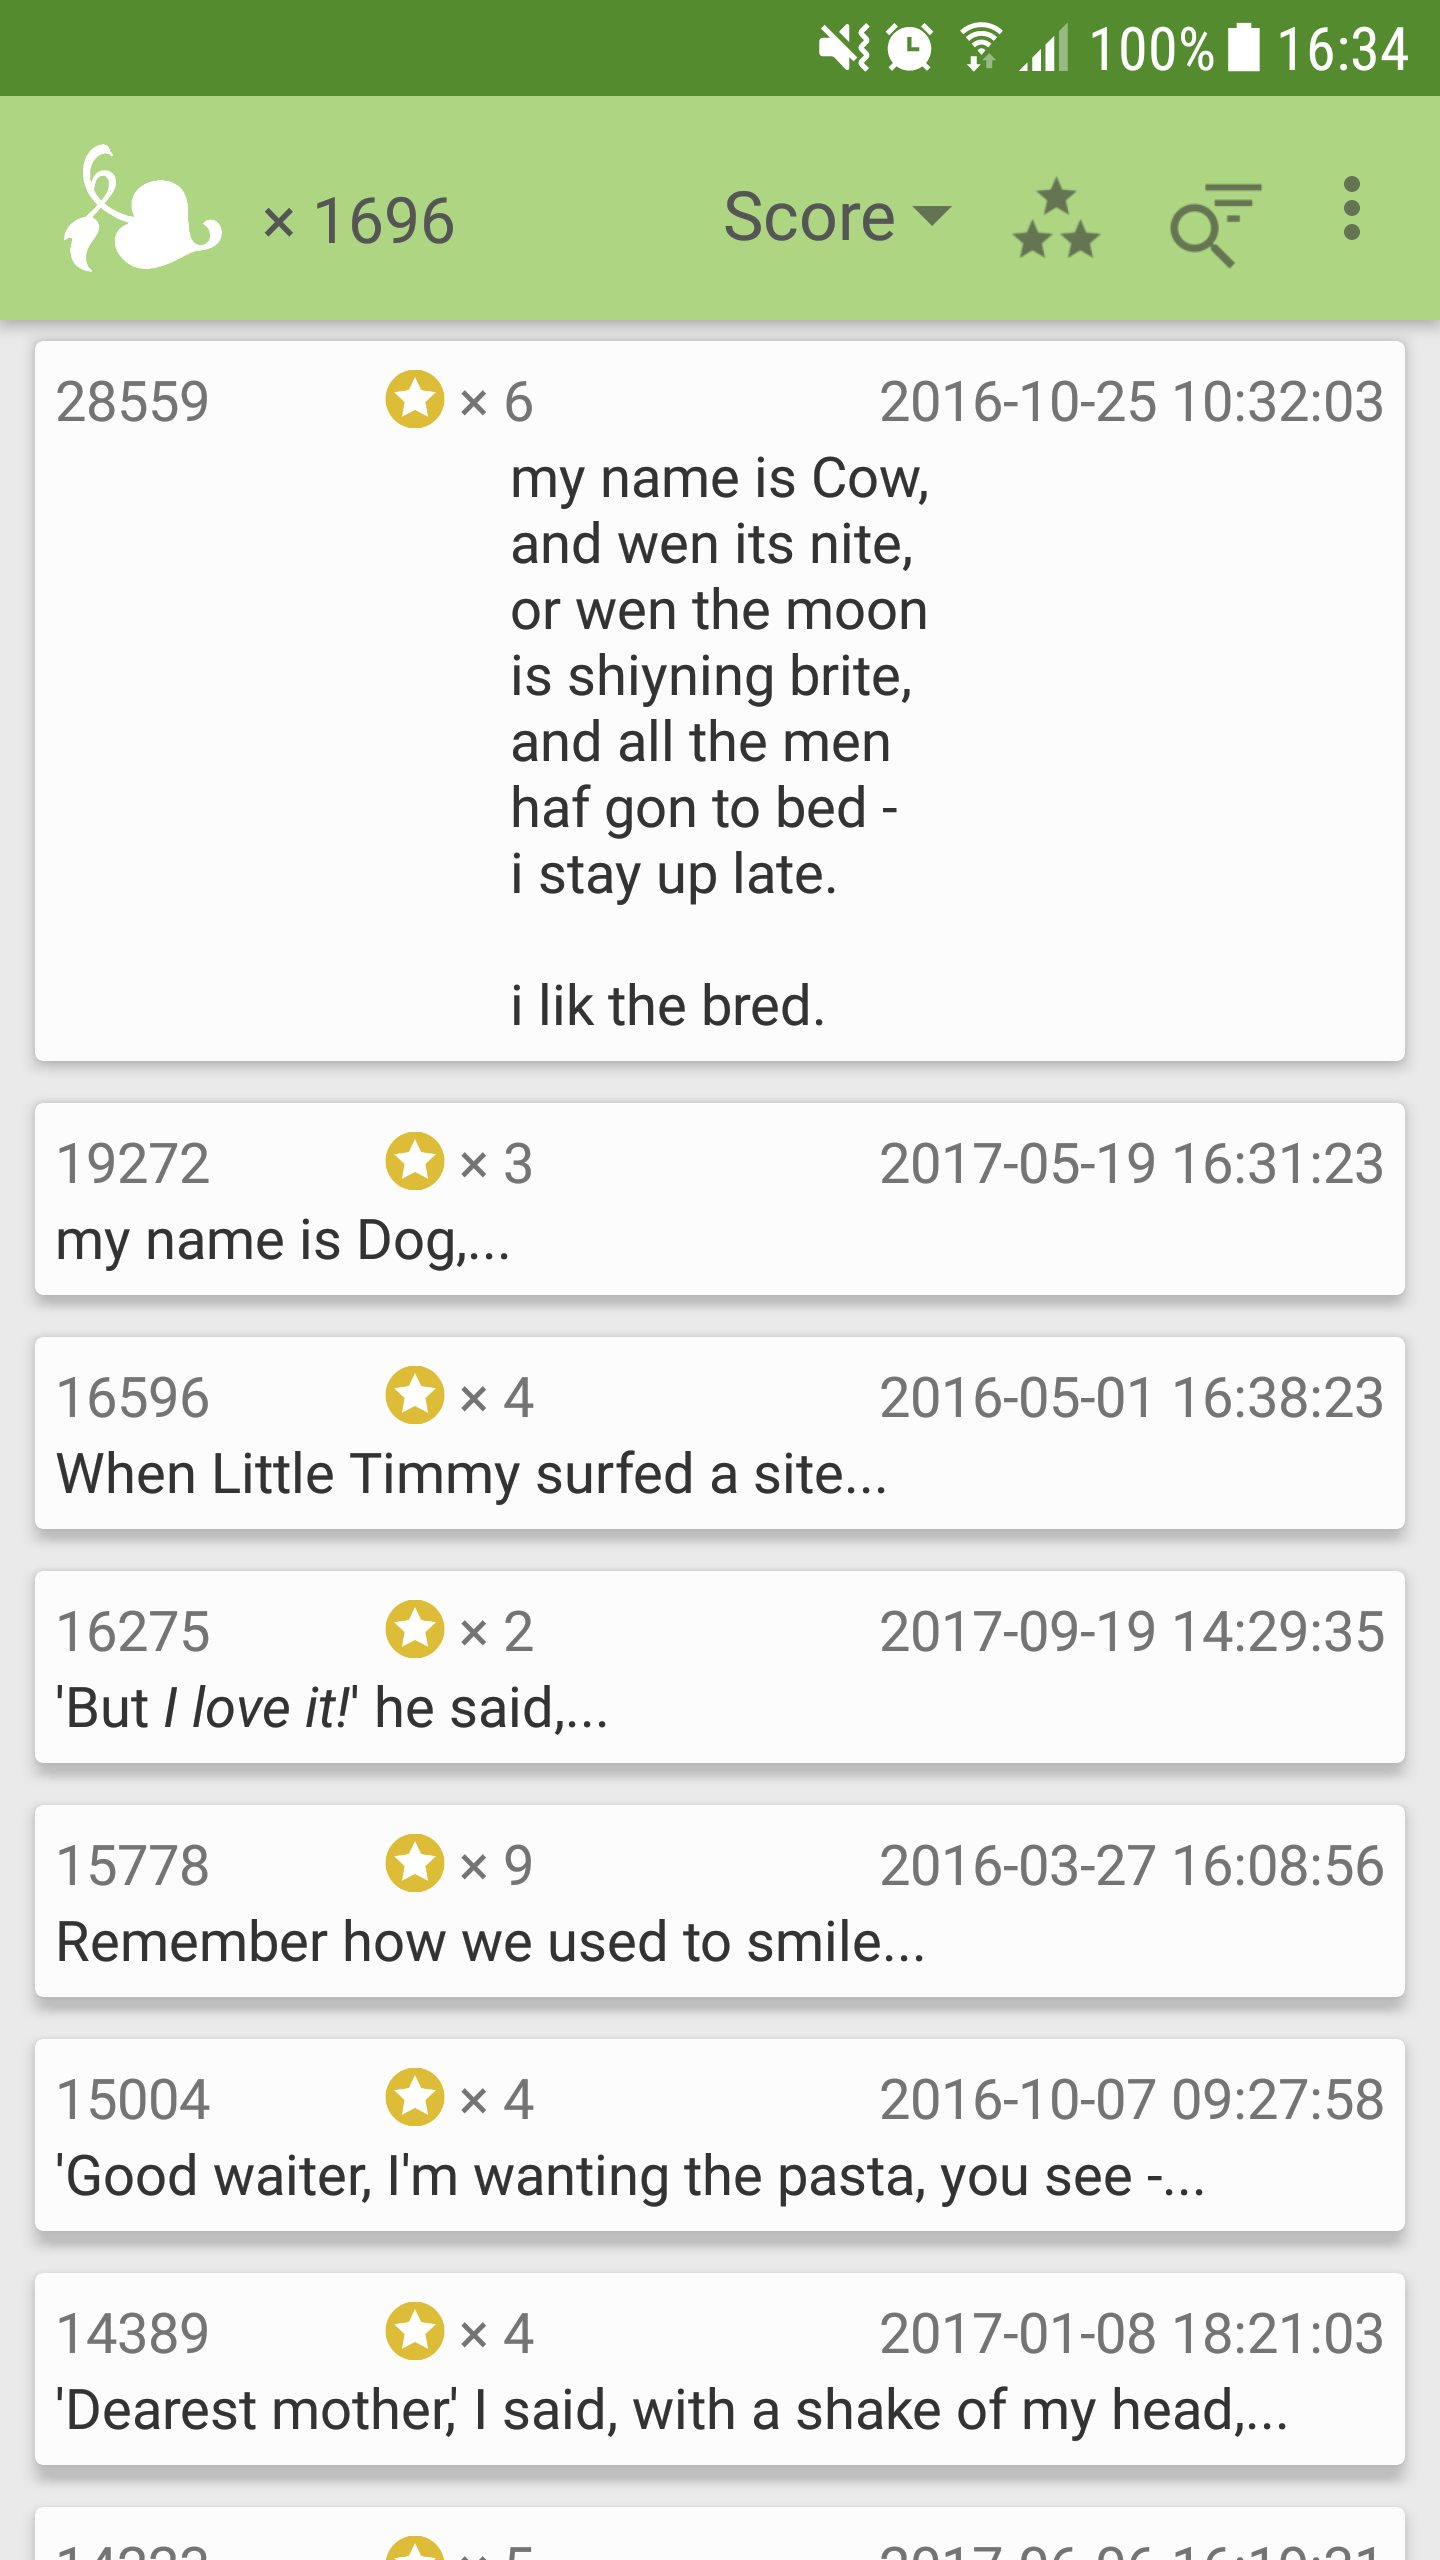 100% 16:34
× 1696 Score
28559 × 6 2016-10-25 10:32:03
my name is Cow,
and wen its nite,
or wen the moon
is shiyning brite,
and all the men
haf gon to bed -
i stay up late.
i lik the bred.
19272 × 3 2017-05-19 16:31:23
my name is Dog,...
16596 × 4 2016-05-01 16:38:23
When Little Timmy surfed a site...
16275 × 2 2017-09-19 14:29:35
'But I love it!' he said,...
15778 × 9 2016-03-27 16:08:56
Remember how we used to smile...
15004 × 4 2016-10-07 09:27:58
'Good waiter, I'm wanting the pasta, you see -...
14389 × 4 2017-01-08 18:21:03
'Dearest mother,' I said, with a shake of my head,...